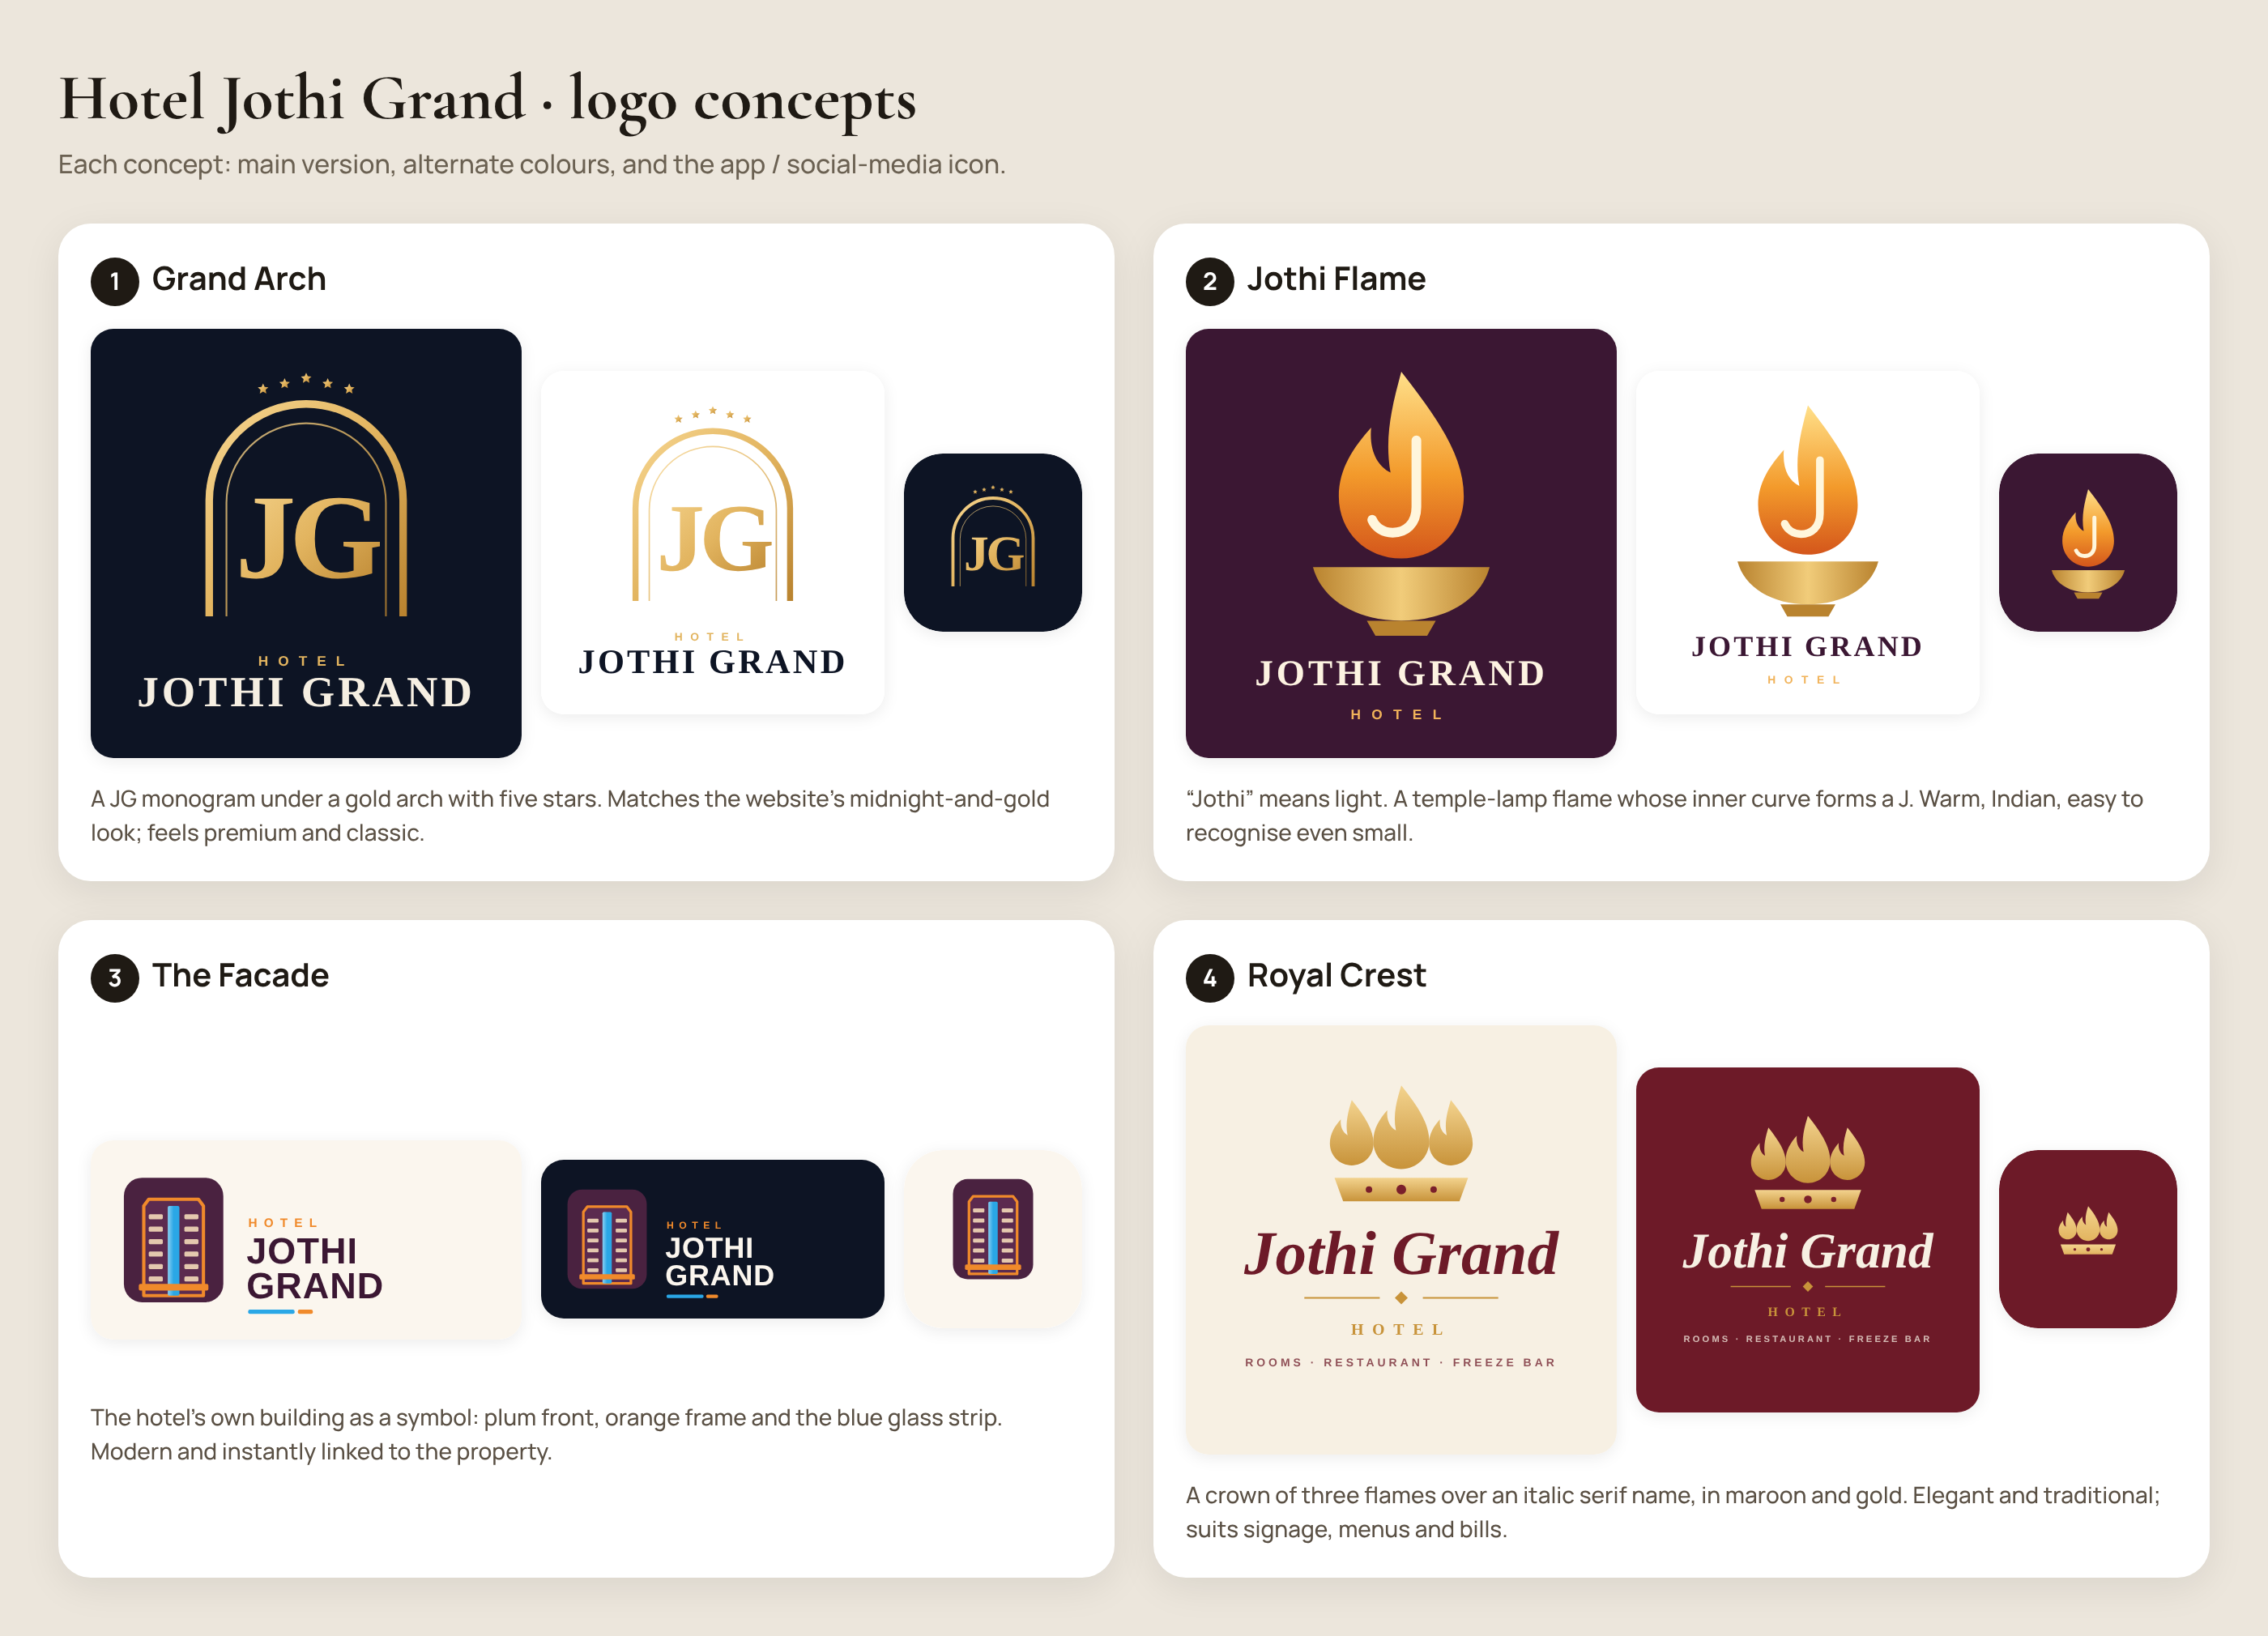 Hotel Jothi Grand · logo concepts
Each concept: main version, alternate colours, and the app / social-media icon.
1 Grand Arch
JG
HOTEL
JOTHI GRAND
JG
HOTEL
JOTHI GRAND
JG
A JG monogram under a gold arch with five stars. Matches the website’s midnight-and-gold
look; feels premium and classic.
2 Jothi Flame
J
JOTHI GRAND
HOTEL
J
JOTHI GRAND
HOTEL
J
“Jothi” means light. A temple-lamp flame whose inner curve forms a J. Warm, Indian, easy to
recognise even small.
3 The Facade
HOTEL
JOTHI
GRAND
HOTEL
JOTHI
GRAND
The hotel’s own building as a symbol: plum front, orange frame and the blue glass strip.
Modern and instantly linked to the property.
4 Royal Crest
Jothi Grand
HOTEL
ROOMS · RESTAURANT · FREEZE BAR
Jothi Grand
HOTEL
ROOMS · RESTAURANT · FREEZE BAR
A crown of three flames over an italic serif name, in maroon and gold. Elegant and traditional;
suits signage, menus and bills.